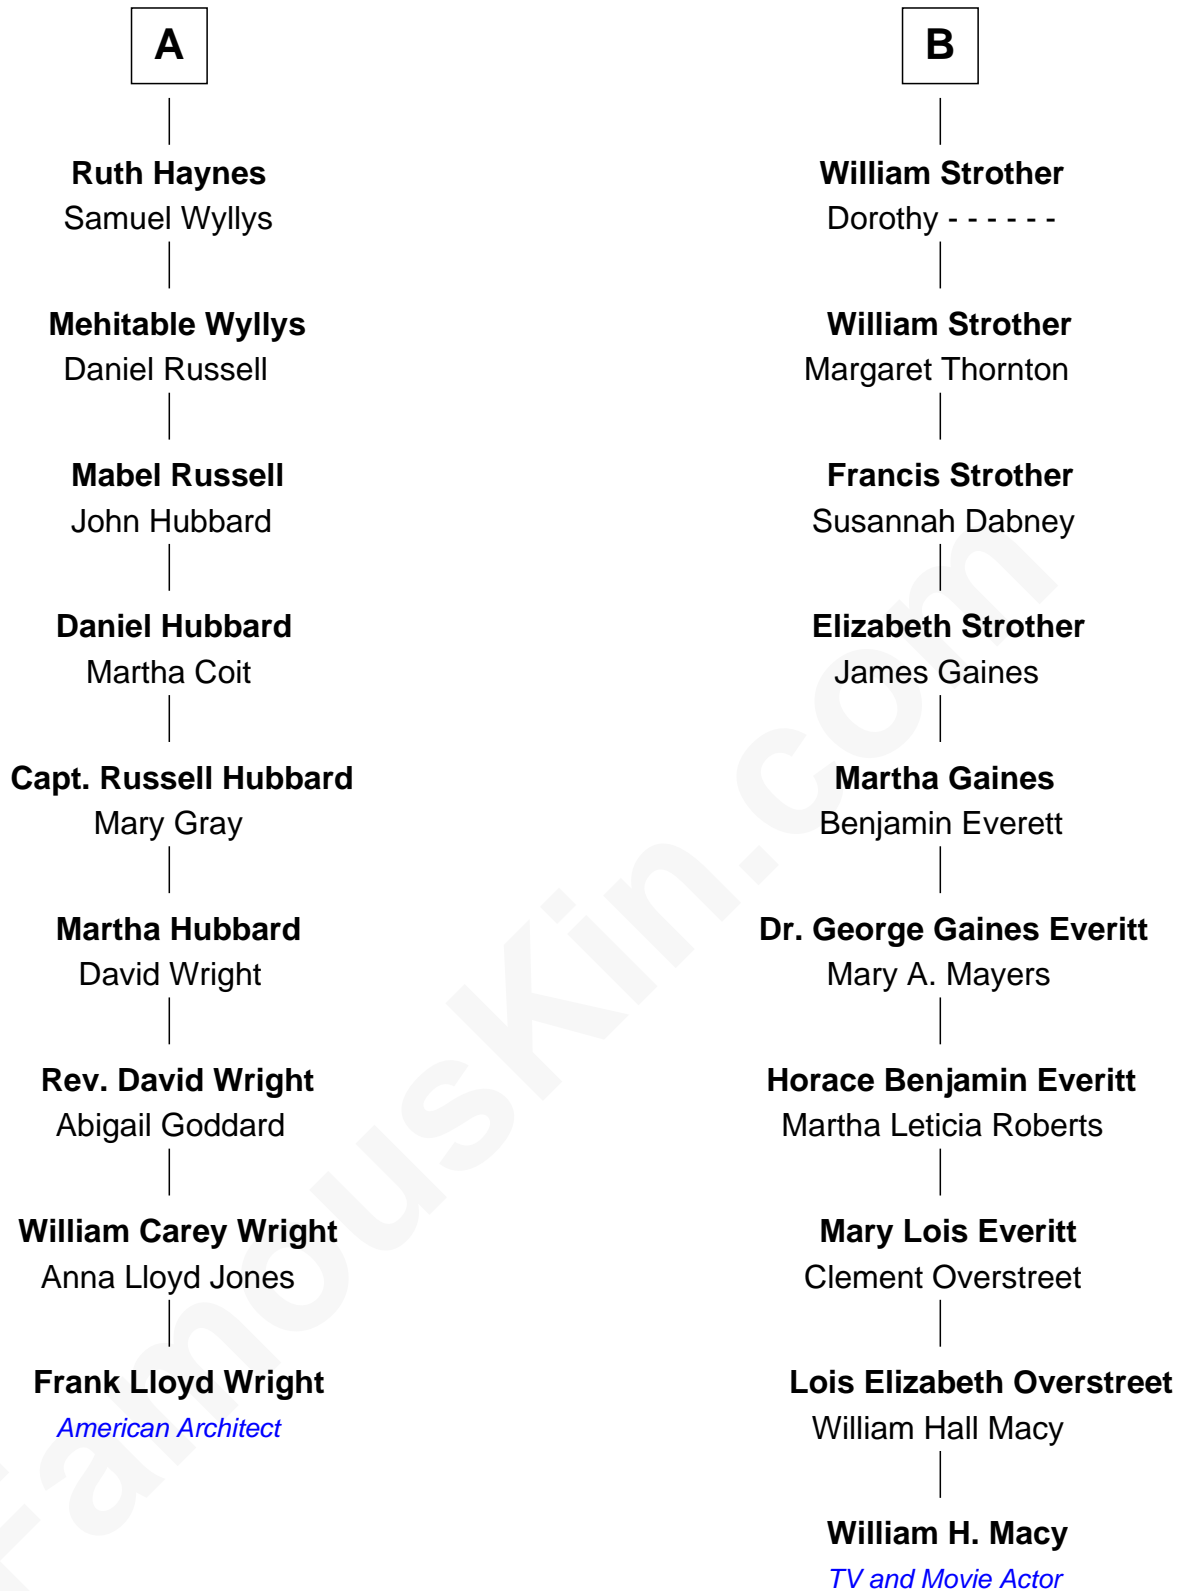 A
Ruth Haynes
Samuel Wyllys
Mehitable Wyllys
Daniel Russell
Mabel Russell
John Hubbard
Daniel Hubbard
Martha Coit
Capt. Russell Hubbard
Mary Gray
Martha Hubbard
David Wright
Rev. David Wright
Abigail Goddard
William Carey Wright
Anna Lloyd Jones
Frank Lloyd Wright
American Architect
B
William Strother
Dorothy - - - - - -
William Strother
Margaret Thornton
Francis Strother
Susannah Dabney
Elizabeth Strother
James Gaines
Martha Gaines
Benjamin Everett
Dr. George Gaines Everitt
Mary A. Mayers
Horace Benjamin Everitt
Martha Leticia Roberts
Mary Lois Everitt
Clement Overstreet
Lois Elizabeth Overstreet
William Hall Macy
William H. Macy
TV and Movie Actor
FamousKin.com